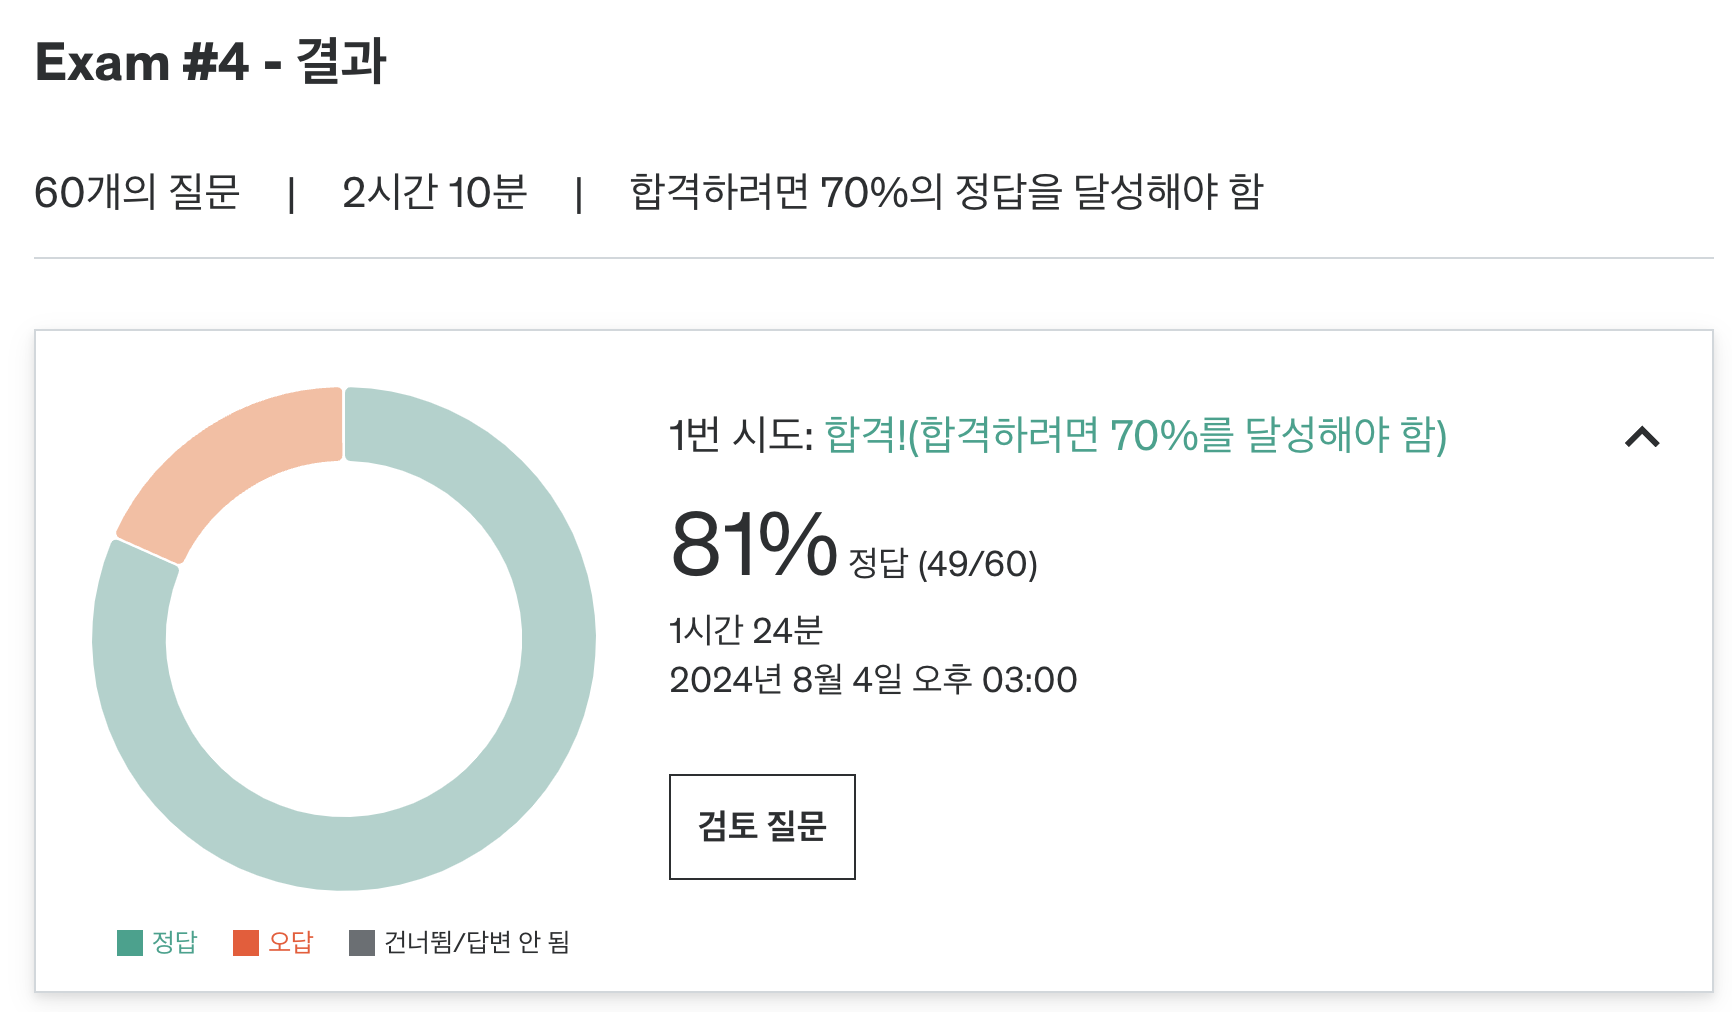 Exam #4 - 결과
60개의 질문 | 2시간 10분 | 합격하려면 70%의 정답을 달성해야 함
1번 시도: 합격!(합격하려면 70%를 달성해야 함)
81% 정답 (49/60)
1시간 24분
2024년 8월 4일 오후 03:00
검토 질문
정답 오답 건너뜀/답변 안 됨